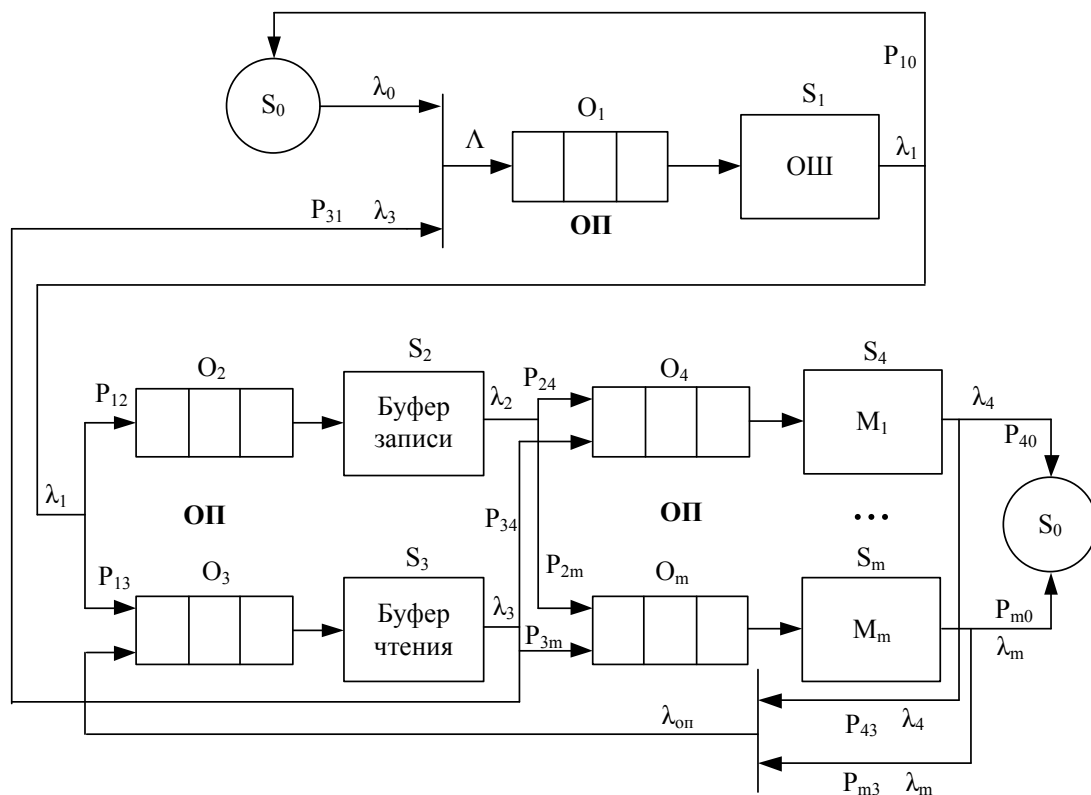 P10
S0
λ0
Λ
O1
S1
ОШ
λ1
P31 λ3
ОП
O2
S2
P12
Буфер
записи
λ2
P24
O4
S4
M1
λ4
P40
λ1
ОП
P34
ОП
...
S0
P13
O3
S3
P2m
Om
Sm
Буфер
чтения
λ3
P3m
Mm
Pm0
λm
λоп
P43 λ4
Pm3 λm